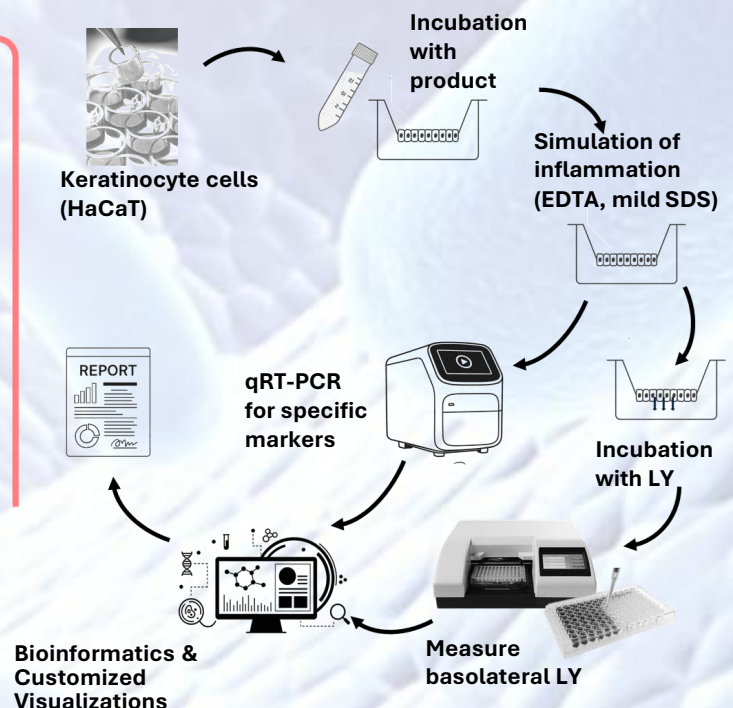 Incubation
with
product
Keratinocyte cells
(HaCaT)
Simulation of
inflammation
(EDTA, mild SDS)
REPORT
qRT-PCR
for specific
markers
Incubation
with LY
Measure
basolateral LY
Bioinformatics &
Customized
Visualizations